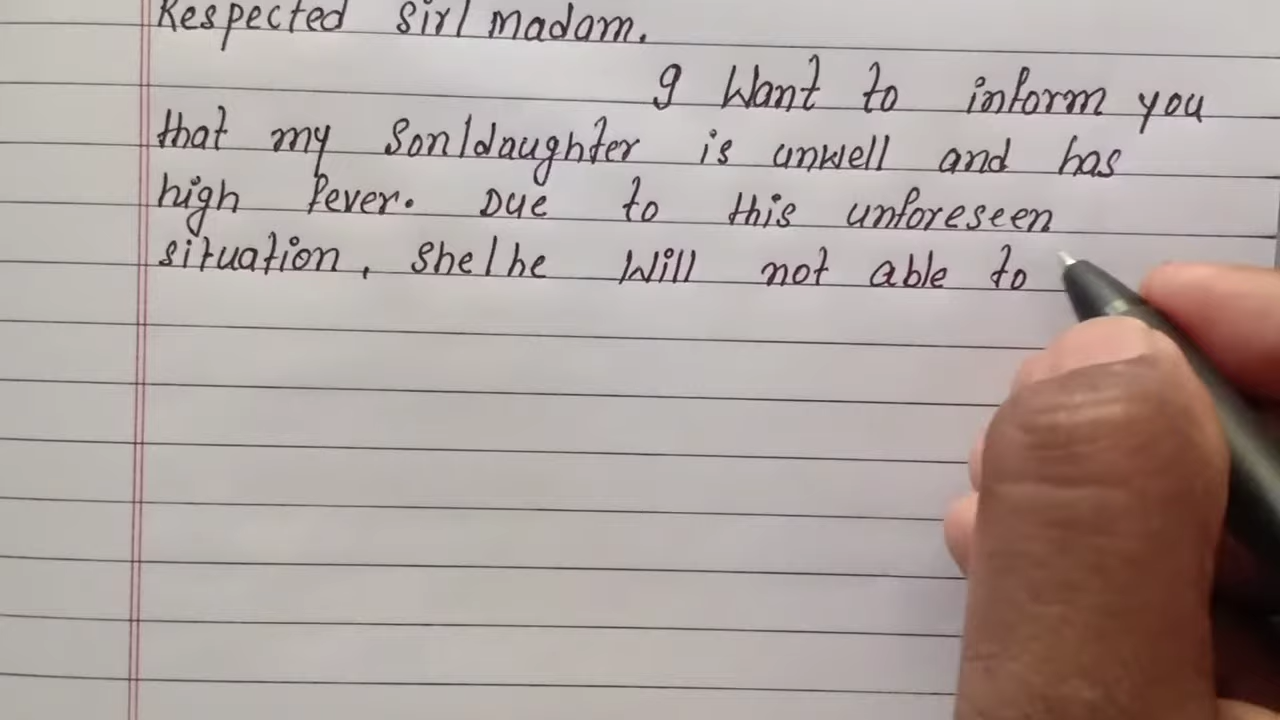 Respected sir/madam.
I want to inform you
that my son/daughter is unwell and has
high fever. Due to this unforeseen
situation, she/he will not able to